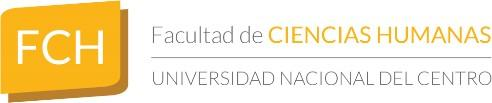 FCH
Facultad de CIENCIAS HUMANAS
UNIVERSIDAD NACIONAL DEL CENTRO